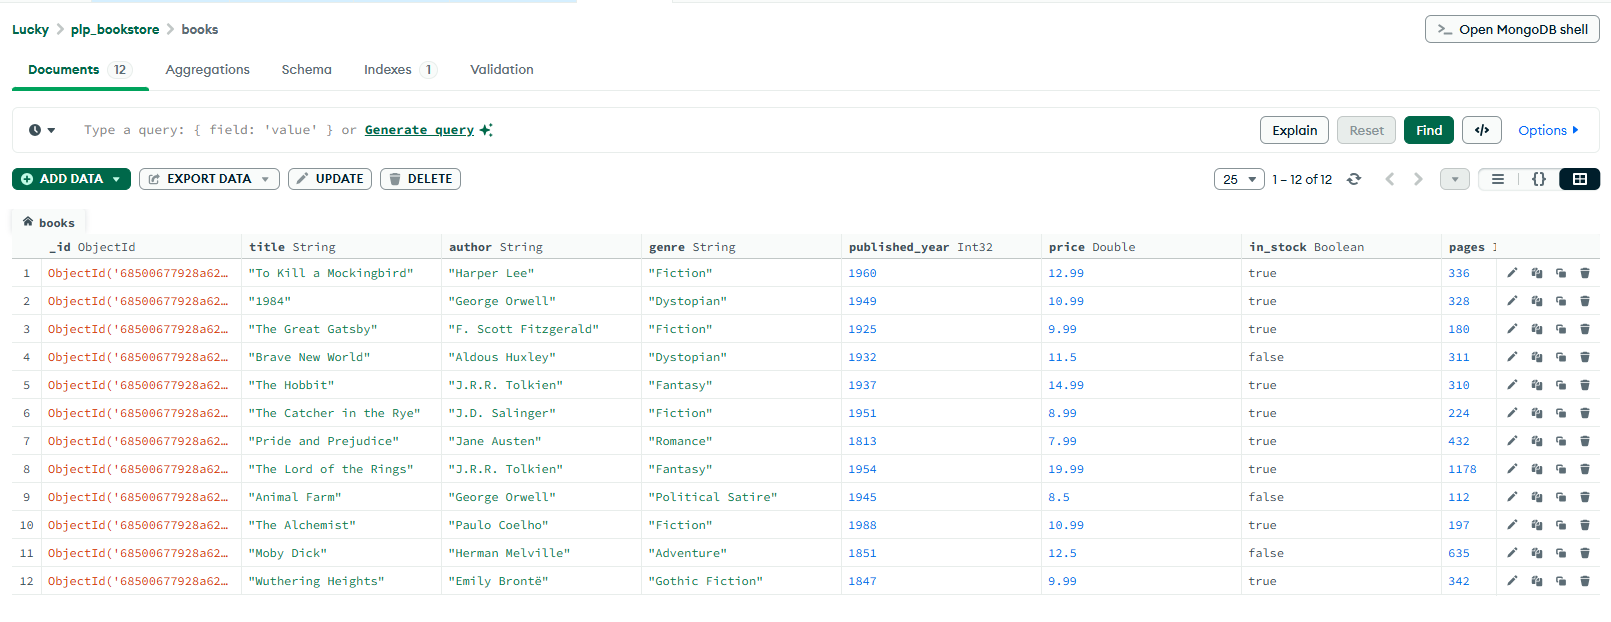 Lucky > plp_bookstore > books
>_ Open MongoDB shell
Documents 12 Aggregations Schema Indexes 1 Validation
Type a query: { field: 'value' } or Generate query
Explain Reset Find </> Options
ADD DATA EXPORT DATA UPDATE DELETE
25 1 – 12 of 12 {}
books
_id ObjectId title String author String genre String published_year Int32 price Double in_stock Boolean pages I
1 ObjectId('68500677928a62… "To Kill a Mockingbird" "Harper Lee" "Fiction" 1960 12.99 true 336
2 ObjectId('68500677928a62… "1984" "George Orwell" "Dystopian" 1949 10.99 true 328
3 ObjectId('68500677928a62… "The Great Gatsby" "F. Scott Fitzgerald" "Fiction" 1925 9.99 true 180
4 ObjectId('68500677928a62… "Brave New World" "Aldous Huxley" "Dystopian" 1932 11.5 false 311
5 ObjectId('68500677928a62… "The Hobbit" "J.R.R. Tolkien" "Fantasy" 1937 14.99 true 310
6 ObjectId('68500677928a62… "The Catcher in the Rye" "J.D. Salinger" "Fiction" 1951 8.99 true 224
7 ObjectId('68500677928a62… "Pride and Prejudice" "Jane Austen" "Romance" 1813 7.99 true 432
8 ObjectId('68500677928a62… "The Lord of the Rings" "J.R.R. Tolkien" "Fantasy" 1954 19.99 true 1178
9 ObjectId('68500677928a62… "Animal Farm" "George Orwell" "Political Satire" 1945 8.5 false 112
10 ObjectId('68500677928a62… "The Alchemist" "Paulo Coelho" "Fiction" 1988 10.99 true 197
11 ObjectId('68500677928a62… "Moby Dick" "Herman Melville" "Adventure" 1851 12.5 false 635
12 ObjectId('68500677928a62… "Wuthering Heights" "Emily Brontë" "Gothic Fiction" 1847 9.99 true 342